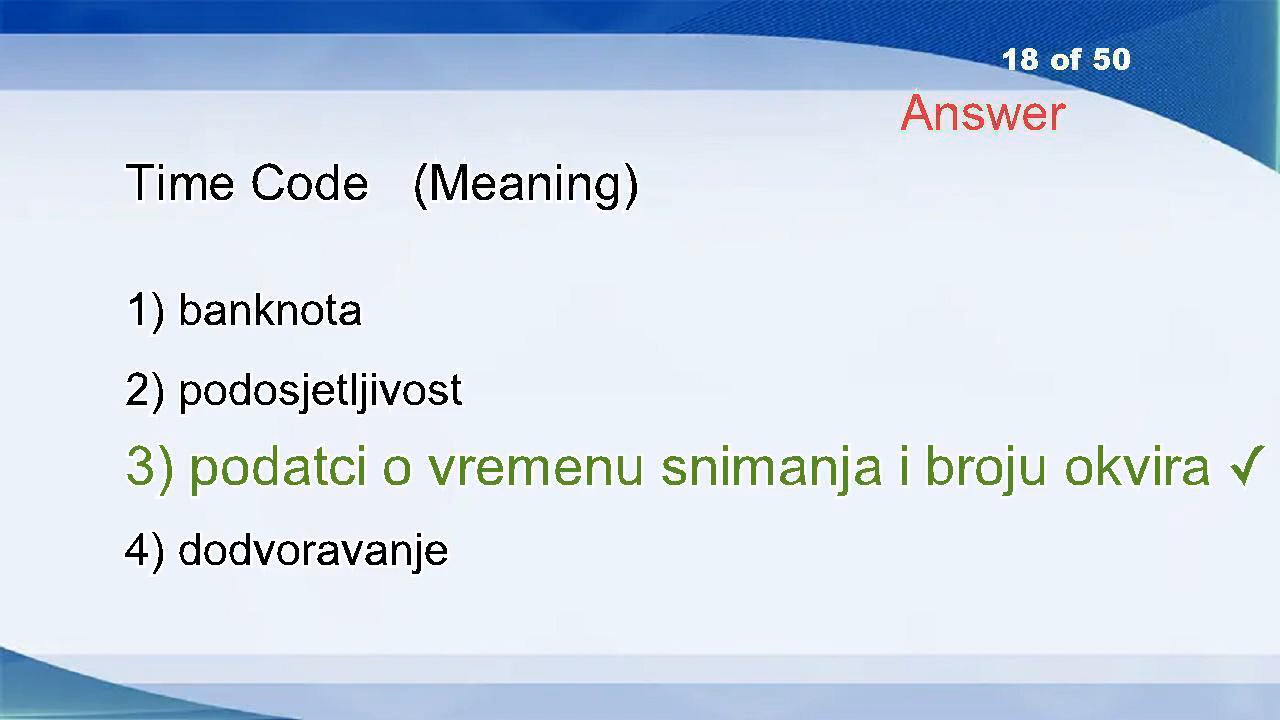 18 of 50
Answer
Time Code (Meaning)
1) banknota
2) podosjetljivost
3) podatci o vremenu snimanja i broju okvira ✓
4) dodvoravanje